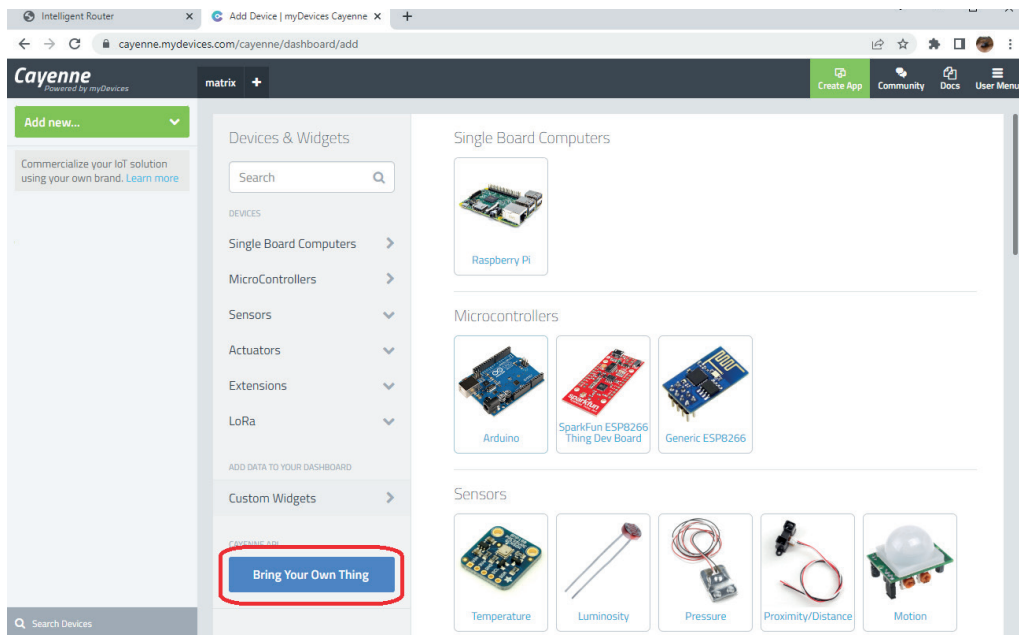 Intelligent Router
Add Device | myDevices Cayenne
cayenne.mydevices.com/cayenne/dashboard/add
Cayenne
Powered by myDevices
matrix
Create App
Community
Docs
User Menu
Add new...
Commercialize your IoT solution
using your own brand. Learn more
Search Devices
Devices & Widgets
Search
DEVICES
Single Board Computers
MicroControllers
Sensors
Actuators
Extensions
LoRa
ADD DATA TO YOUR DASHBOARD
Custom Widgets
CAYENNE API
Bring Your Own Thing
Single Board Computers
Raspberry Pi
Microcontrollers
Arduino
SparkFun ESP8266
Thing Dev Board
Generic ESP8266
Sensors
Temperature
Luminosity
Pressure
Proximity/Distance
Motion